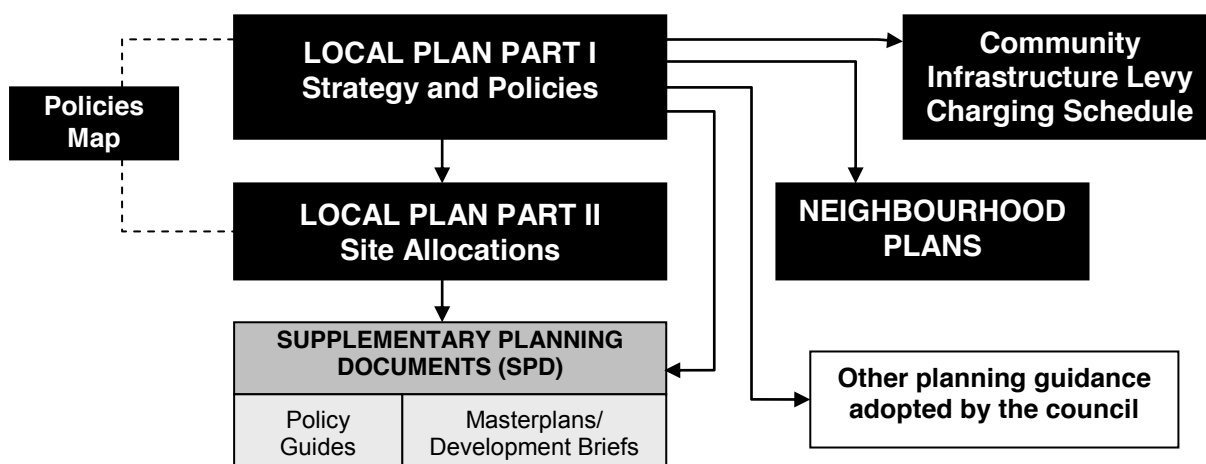 LOCAL PLAN PART I
Strategy and Policies
Community
Infrastructure Levy
Charging Schedule
Policies
Map
LOCAL PLAN PART II
Site Allocations
NEIGHBOURHOOD
PLANS
SUPPLEMENTARY PLANNING
DOCUMENTS (SPD)
Policy
Guides
Masterplans/
Development Briefs
Other planning guidance
adopted by the council